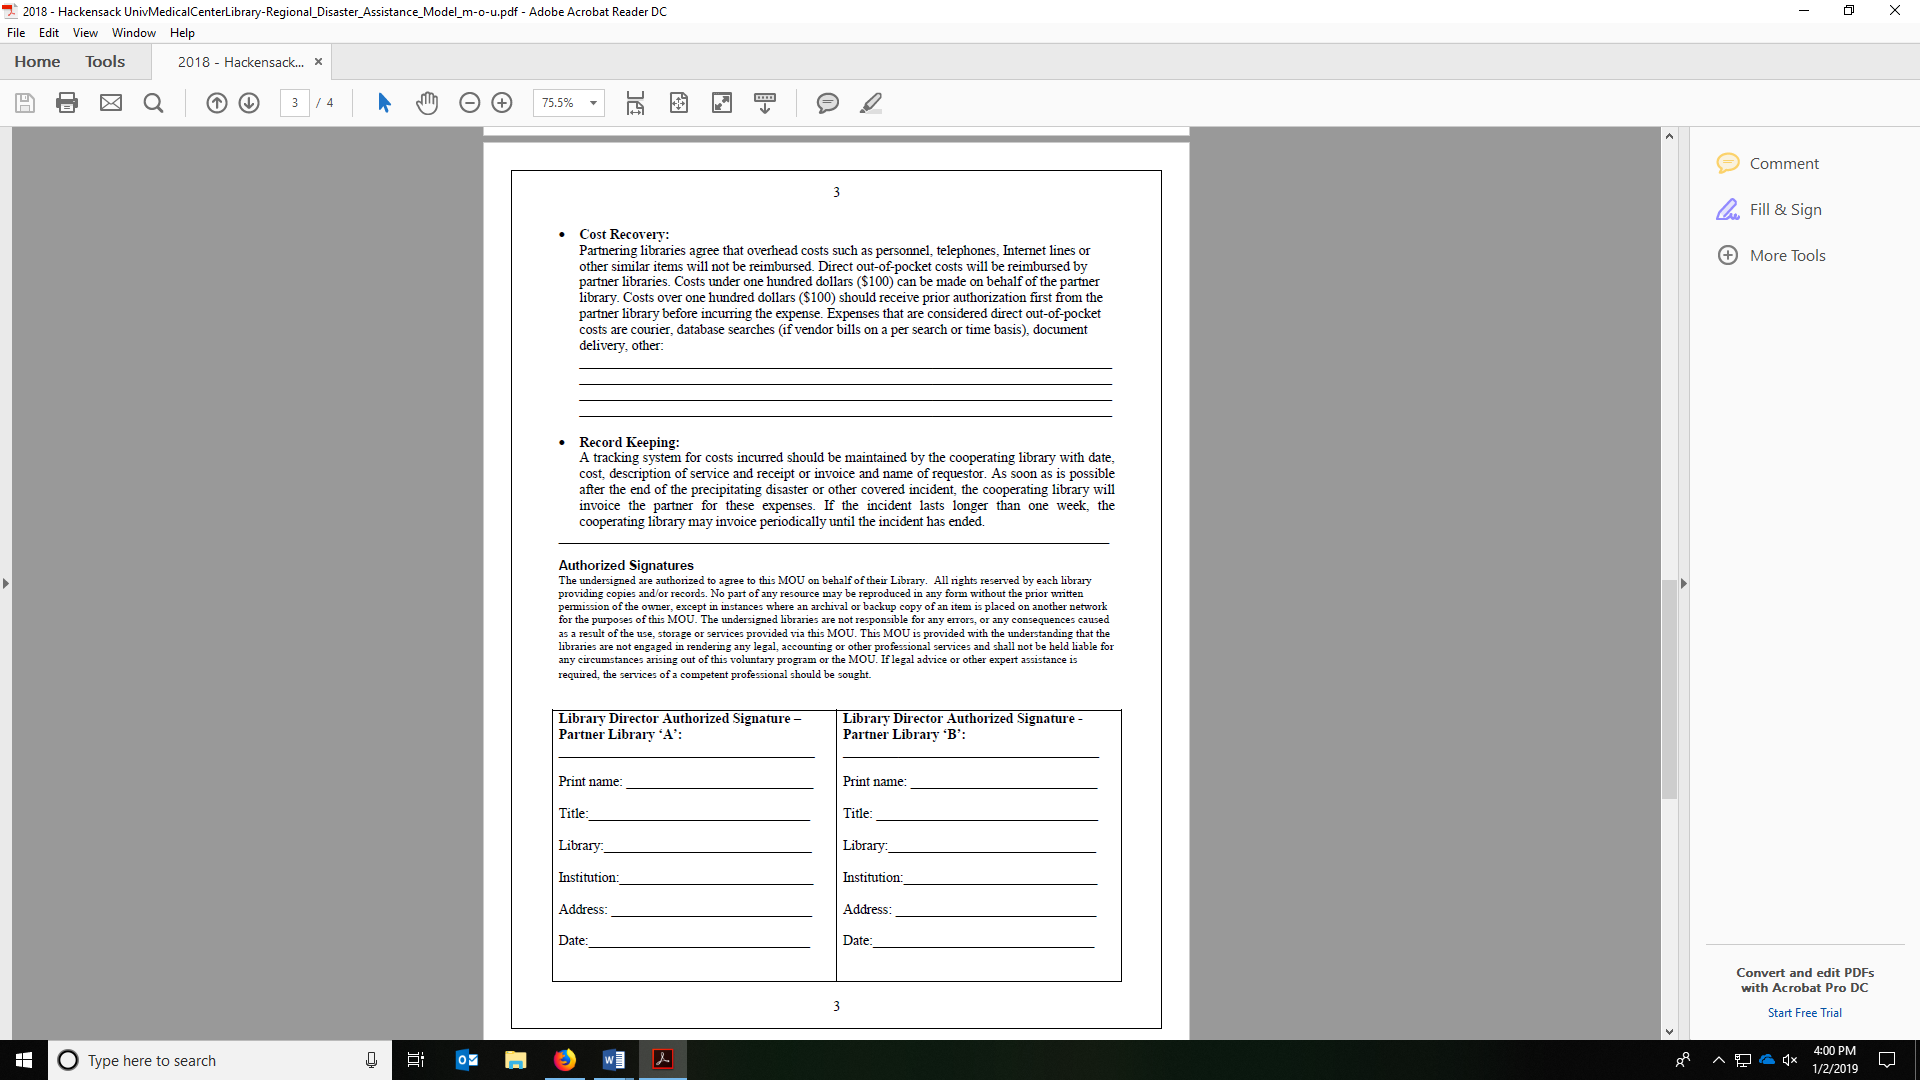 2018 - Hackensack UnivMedicalCenterLibrary-Regional_Disaster_Assistance_Model_m-o-u.pdf - Adobe Acrobat Reader DC
File Edit View Window Help
Home Tools 2018 - Hackensack... ×
3 / 4 75.5%
3
• Cost Recovery:
Partnering libraries agree that overhead costs such as personnel, telephones, Internet lines or
other similar items will not be reimbursed. Direct out-of-pocket costs will be reimbursed by
partner libraries. Costs under one hundred dollars ($100) can be made on behalf of the partner
library. Costs over one hundred dollars ($100) should receive prior authorization first from the
partner library before incurring the expense. Expenses that are considered direct out-of-pocket
costs are courier, database searches (if vendor bills on a per search or time basis), document
delivery, other:
• Record Keeping:
A tracking system for costs incurred should be maintained by the cooperating library with date,
cost, description of service and receipt or invoice and name of requestor. As soon as is possible
after the end of the precipitating disaster or other covered incident, the cooperating library will
invoice the partner for these expenses. If the incident lasts longer than one week, the
cooperating library may invoice periodically until the incident has ended.
Authorized Signatures
The undersigned are authorized to agree to this MOU on behalf of their Library. All rights reserved by each library
providing copies and/or records. No part of any resource may be reproduced in any form without the prior written
permission of the owner, except in instances where an archival or backup copy of an item is placed on another network
for the purposes of this MOU. The undersigned libraries are not responsible for any errors, or any consequences caused
as a result of the use, storage or services provided via this MOU. This MOU is provided with the understanding that the
libraries are not engaged in rendering any legal, accounting or other professional services and shall not be held liable for
any circumstances arising out of this voluntary program or the MOU. If legal advice or other expert assistance is
required, the services of a competent professional should be sought.
Library Director Authorized Signature –
Partner Library ‘A’:
Print name:
Title:
Library:
Institution:
Address:
Date:
Library Director Authorized Signature -
Partner Library ‘B’:
Print name:
Title:
Library:
Institution:
Address:
Date:
3
Comment
Fill & Sign
More Tools
Convert and edit PDFs
with Acrobat Pro DC
Start Free Trial
Type here to search
4:00 PM
1/2/2019